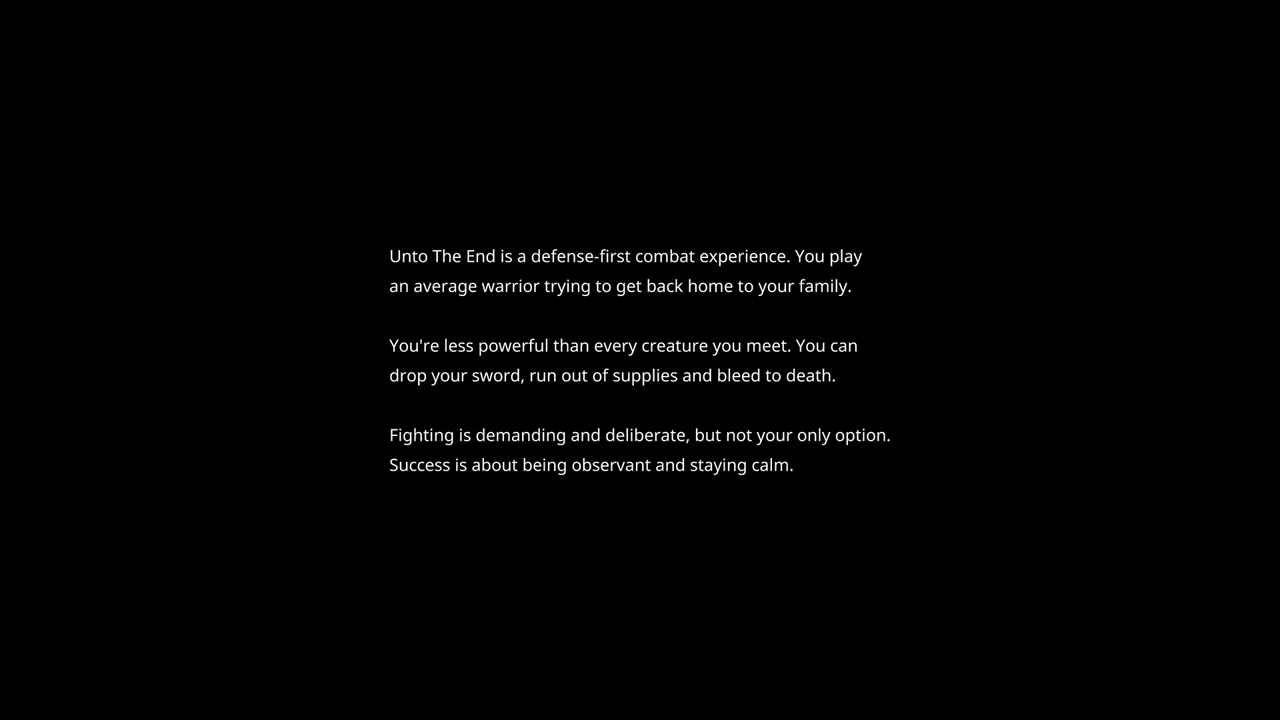 Unto The End is a defense-first combat experience. You play
an average warrior trying to get back home to your family.
You're less powerful than every creature you meet. You can
drop your sword, run out of supplies and bleed to death.
Fighting is demanding and deliberate, but not your only option.
Success is about being observant and staying calm.